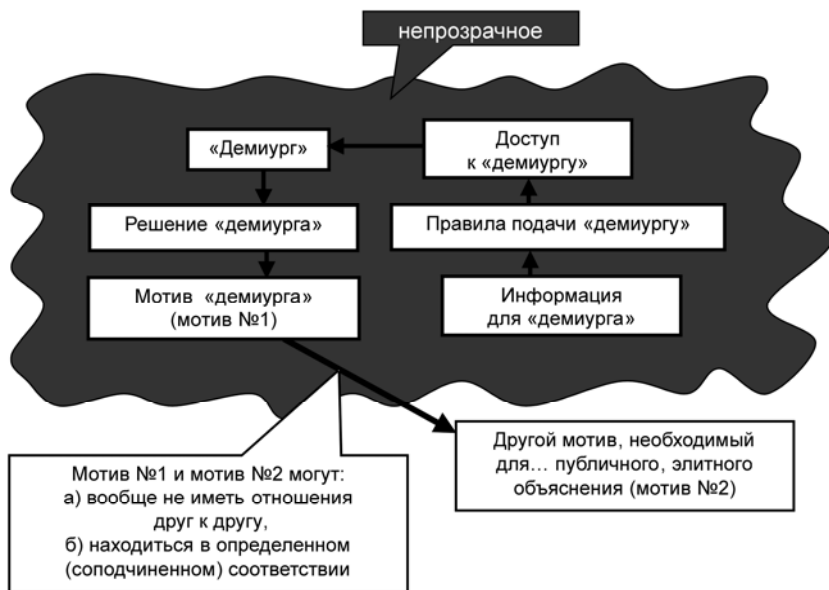 непрозрачное
«Демиург»
Доступ
к «демиургу»
Решение «демиурга»
Правила подачи «демиургу»
Мотив «демиурга»
(мотив №1)
Информация
для «демиурга»
Другой мотив, необходимый
для… публичного, элитного
объяснения (мотив №2)
Мотив №1 и мотив №2 могут:
а) вообще не иметь отношения
друг к другу,
б) находиться в определенном
(соподчиненном) соответствии